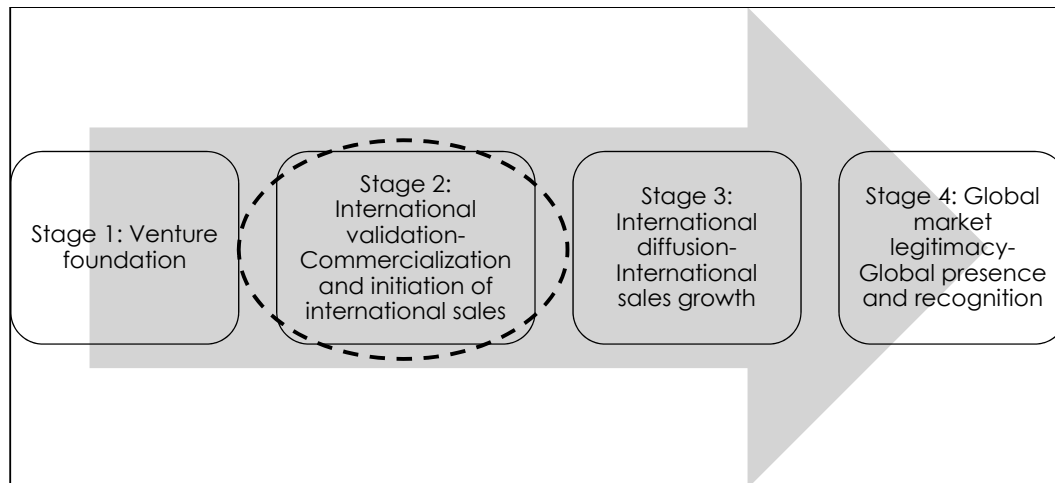 Stage 1: Venture
foundation
Stage 2:
International
validation-
Commercialization
and initiation of
international sales
Stage 3:
International
diffusion-
International
sales growth
Stage 4: Global
market
legitimacy-
Global presence
and recognition